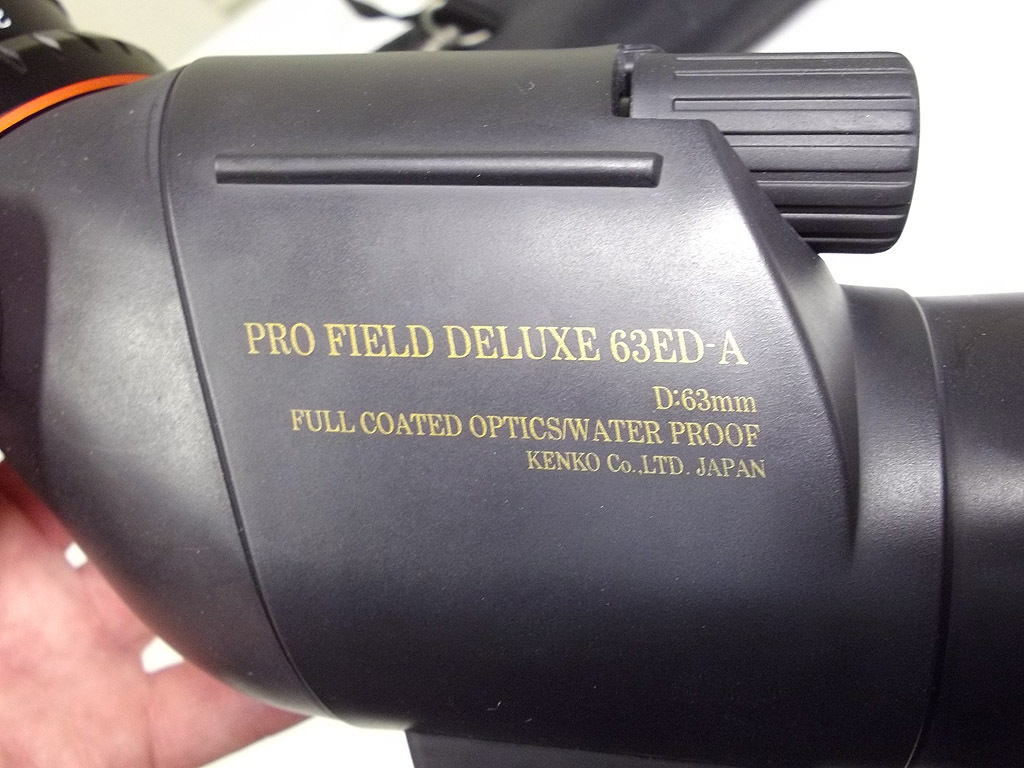 PRO FIELD DELUXE 63ED-A
D:63mm
FULL COATED OPTICS/WATER PROOF
KENKO Co.,LTD. JAPAN